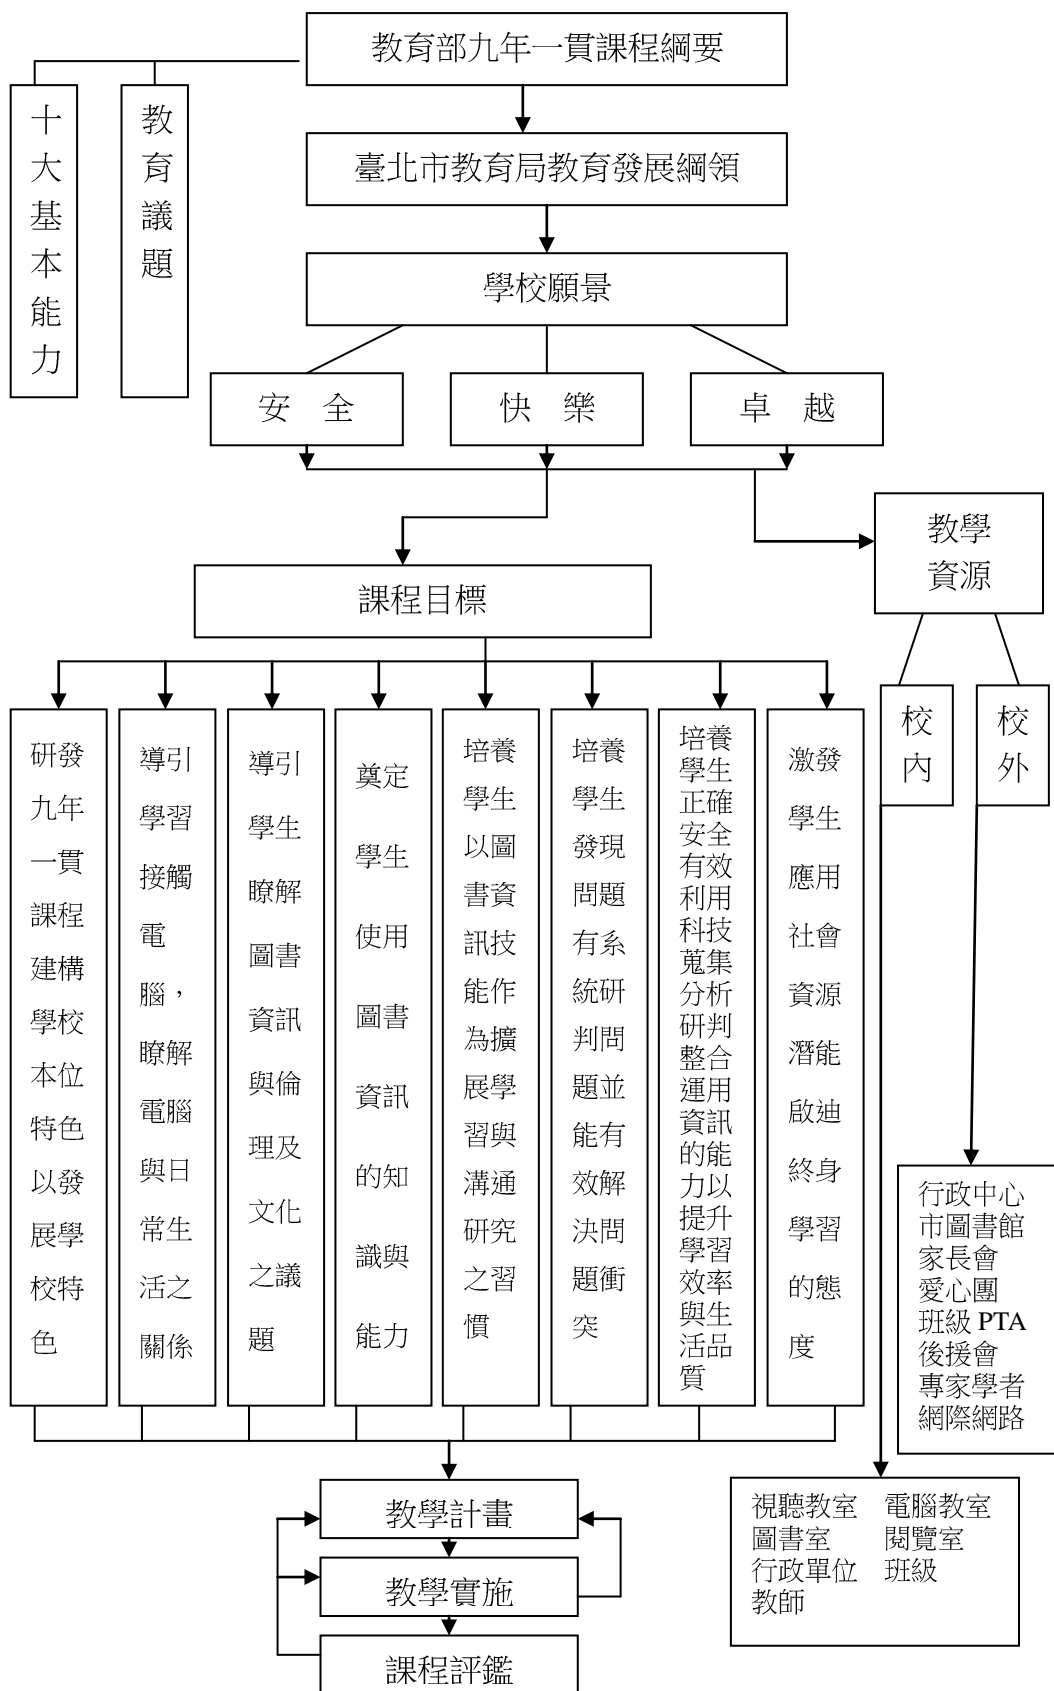 教育部九年一貫課程綱要
十大基本能力
教育議題
臺北市教育局教育發展綱領
學校願景
安 全
快 樂
卓 越
教學
資源
課程目標
校內
校外
研發
九年
一貫
課程
建構
學校
本位
特色
以發
展學
校特
色
導引
學習
接觸
電
腦，
瞭解
電腦
與日
常生
活之
關係
導引
學生
瞭解
圖書
資訊
與倫
理及
文化
之議
題
奠定
學生
使用
圖書
資訊
的知
識與
能力
培養
學生
以圖
書資
訊技
能作
為擴
展學
習與
溝通
研究
之習
慣
培養
學生
發現
問題
有系
統研
判問
題並
能有
效解
決問
題衝
突
培養
學生
正確
安全
有效
利用
科技
蒐集
分析
研判
整合
運用
資訊
的能
力以
提升
學習
效率
與生
活品
質
激發
學生
應用
社會
資源
潛能
啟迪
終身
學習
的態
度
行政中心
市圖書館
家長會
愛心團
班級 PTA
後援會
專家學者
網際網路
視聽教室 電腦教室
圖書室 閱覽室
行政單位 班級
教師
教學計畫
教學實施
課程評鑑